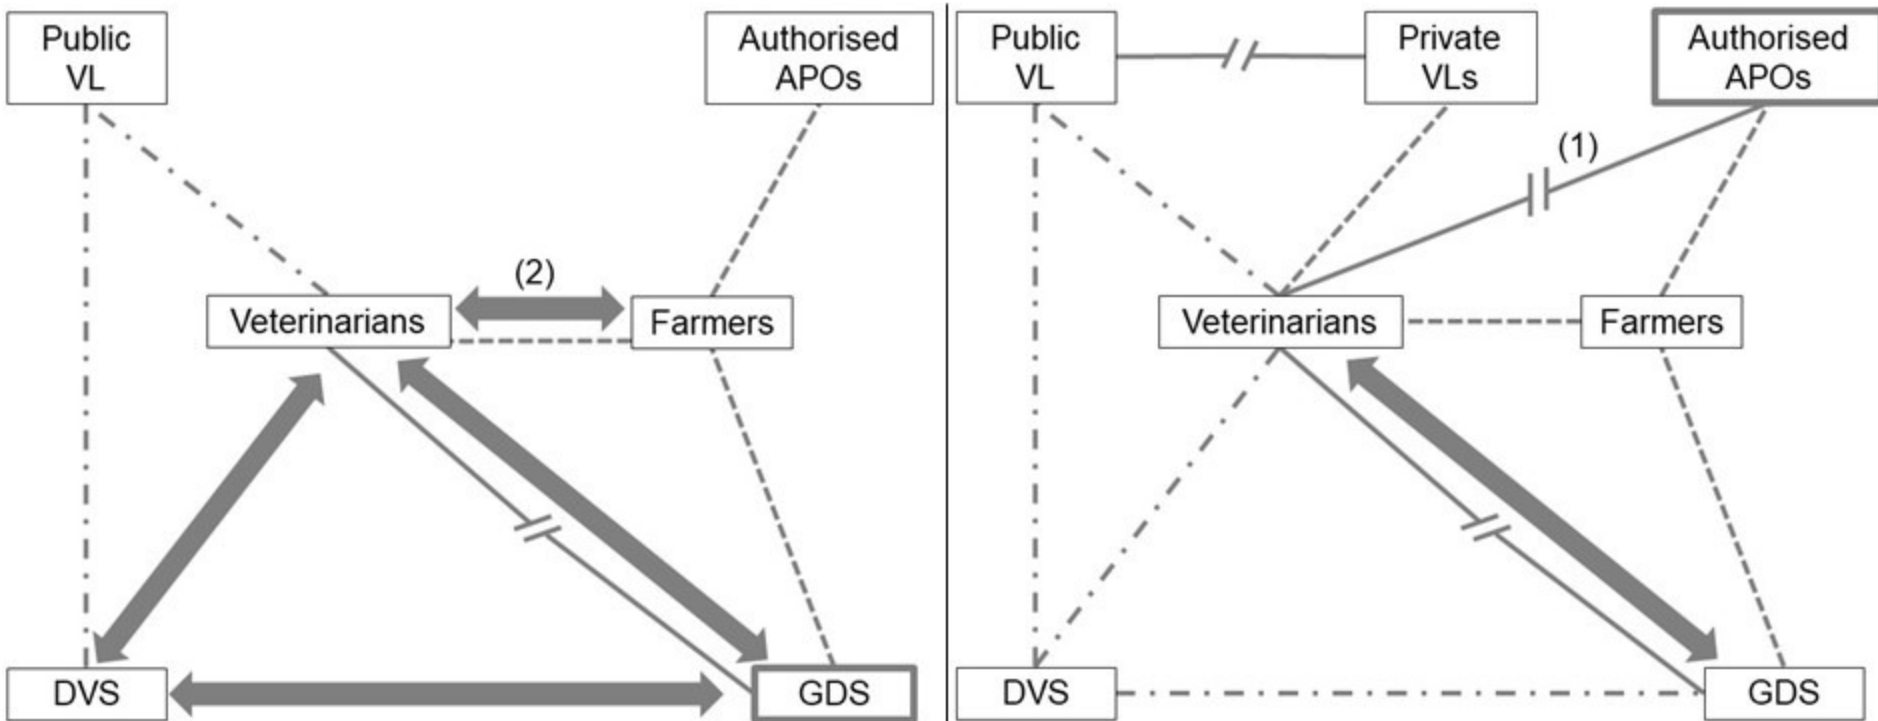 Public
VL
Authorised
APOs
(2)
Veterinarians
Farmers
DVS
GDS
Public
VL
Private
VLs
Authorised
APOs
(1)
Veterinarians
Farmers
DVS
GDS